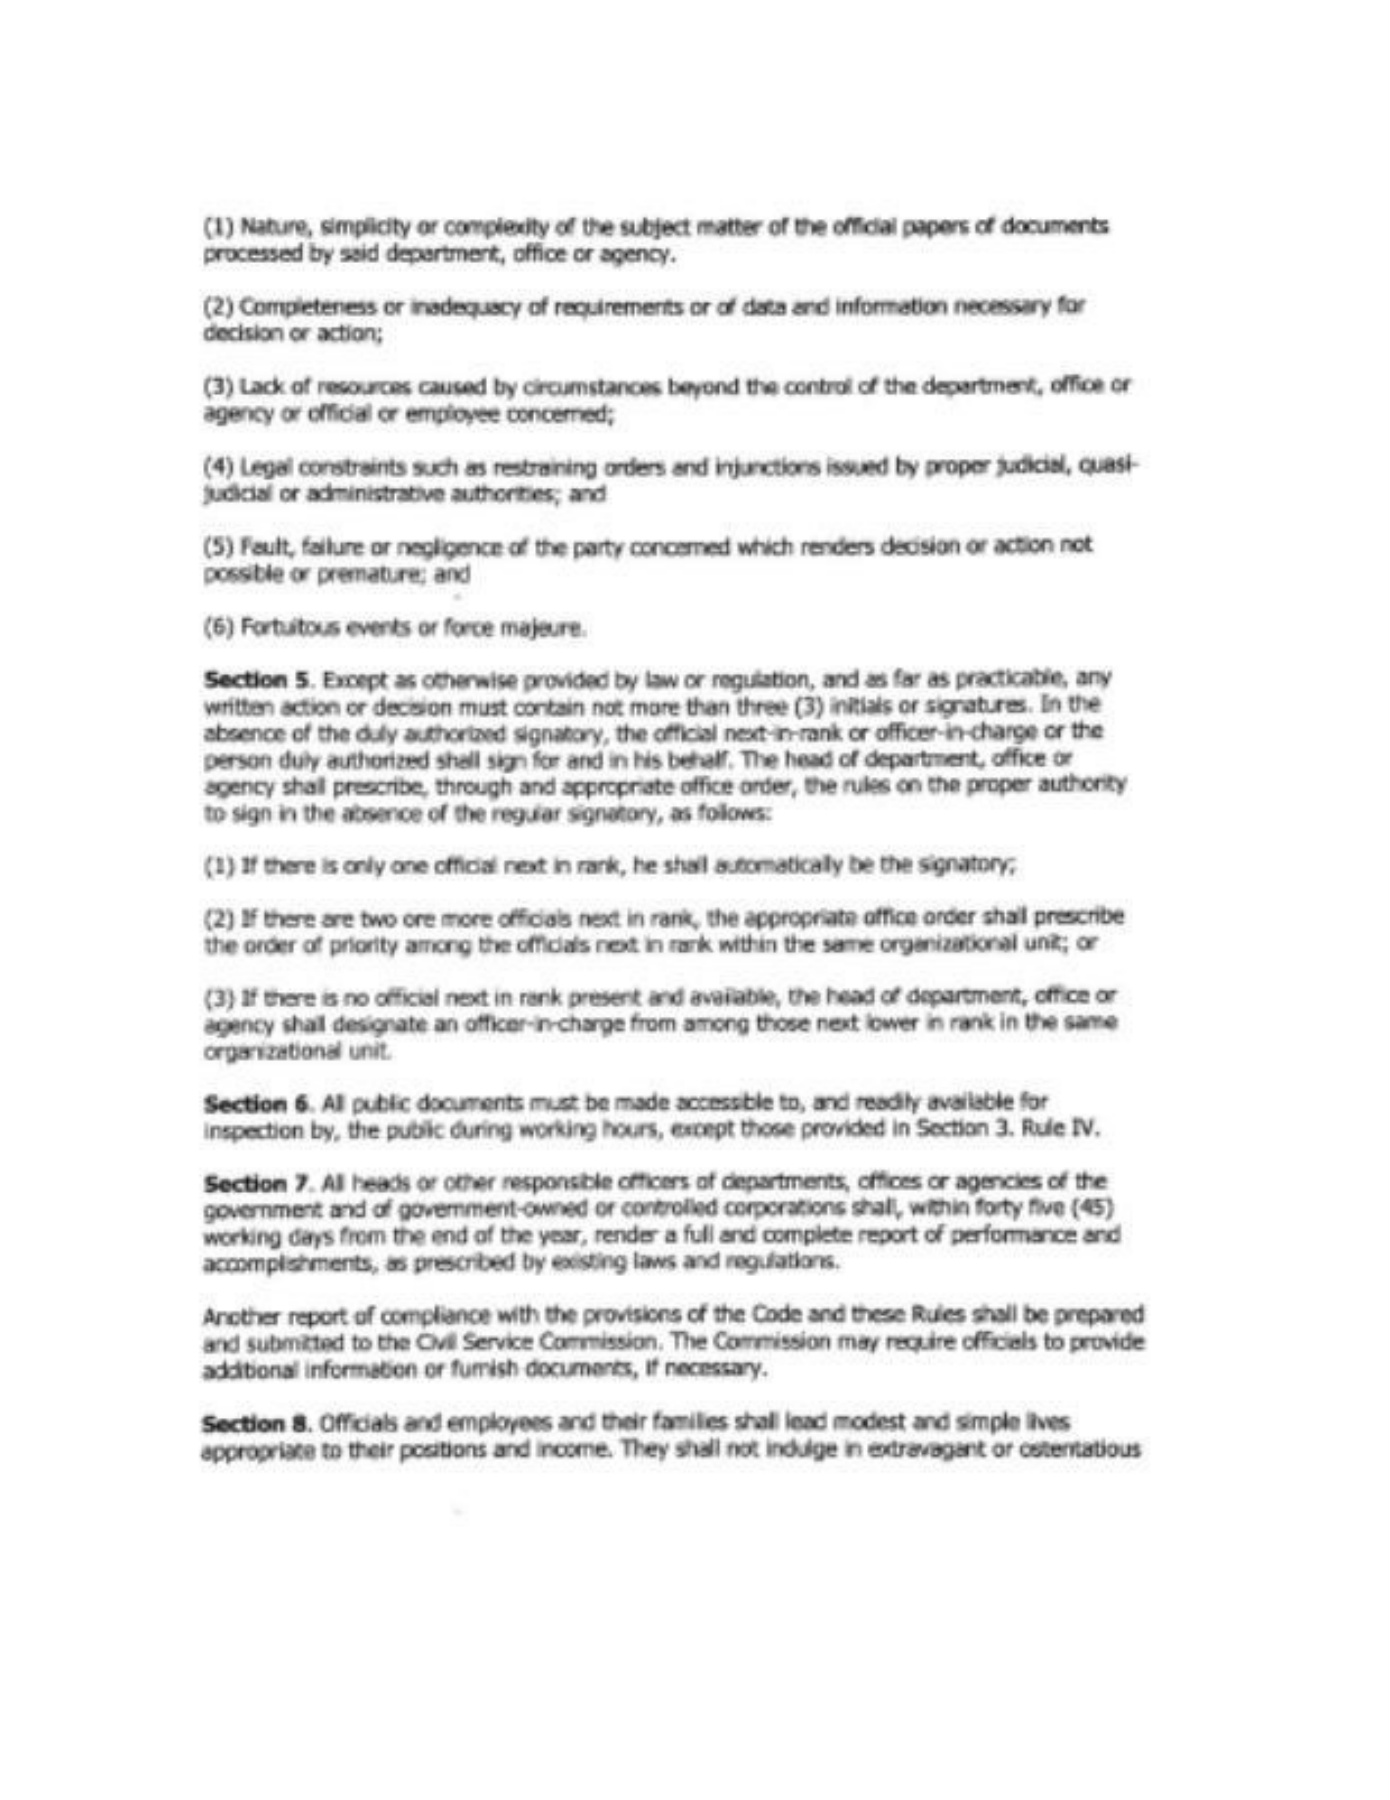 (1) Nature, simplicity or complexity of the subject matter of the official papers of documents
processed by said department, office or agency.
(2) Completeness or inadequacy of requirements or of data and information necessary for
decision or action;
(3) Lack of resources caused by circumstances beyond the control of the department, office or
agency or official or employee concerned;
(4) Legal constraints such as restraining orders and injunctions issued by proper judicial, quasi-
judicial or administrative authorities; and
(5) Fault, failure or negligence of the party concerned which renders decision or action not
possible or premature; and
(6) Fortuitous events or force majeure.
Section 5. Except as otherwise provided by law or regulation, and as far as practicable, any
written action or decision must contain not more than three (3) initials or signatures. In the
absence of the duly authorized signatory, the official next-in-rank or officer-in-charge or the
person duly authorized shall sign for and in his behalf. The head of department, office or
agency shall prescribe, through and appropriate office order, the rules on the proper authority
to sign in the absence of the regular signatory, as follows:
(1) If there is only one official next in rank, he shall automatically be the signatory;
(2) If there are two ore more officials next in rank, the appropriate office order shall prescribe
the order of priority among the officials next in rank within the same organizational unit; or
(3) If there is no official next in rank present and available, the head of department, office or
agency shall designate an officer-in-charge from among those next lower in rank in the same
organizational unit.
Section 6. All public documents must be made accessible to, and readily available for
inspection by, the public during working hours, except those provided in Section 3. Rule IV.
Section 7. All heads or other responsible officers of departments, offices or agencies of the
government and of government-owned or controlled corporations shall, within forty five (45)
working days from the end of the year, render a full and complete report of performance and
accomplishments, as prescribed by existing laws and regulations.
Another report of compliance with the provisions of the Code and these Rules shall be prepared
and submitted to the Civil Service Commission. The Commission may require officials to provide
additional information or furnish documents, if necessary.
Section 8. Officials and employees and their families shall lead modest and simple lives
appropriate to their positions and income. They shall not indulge in extravagant or ostentatious